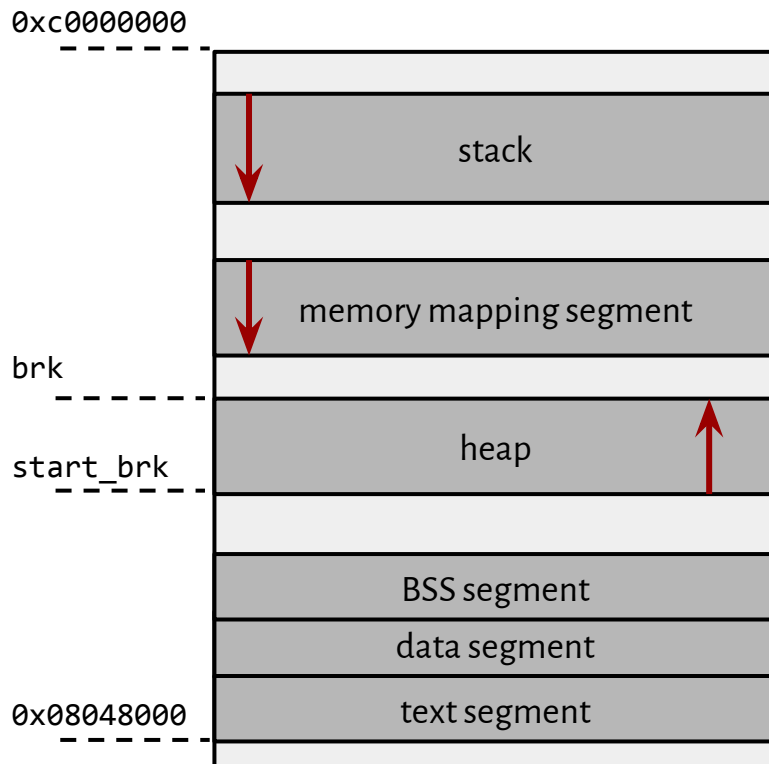 0xc0000000
stack
memory mapping segment
brk
heap
start_brk
BSS segment
data segment
text segment
0x08048000